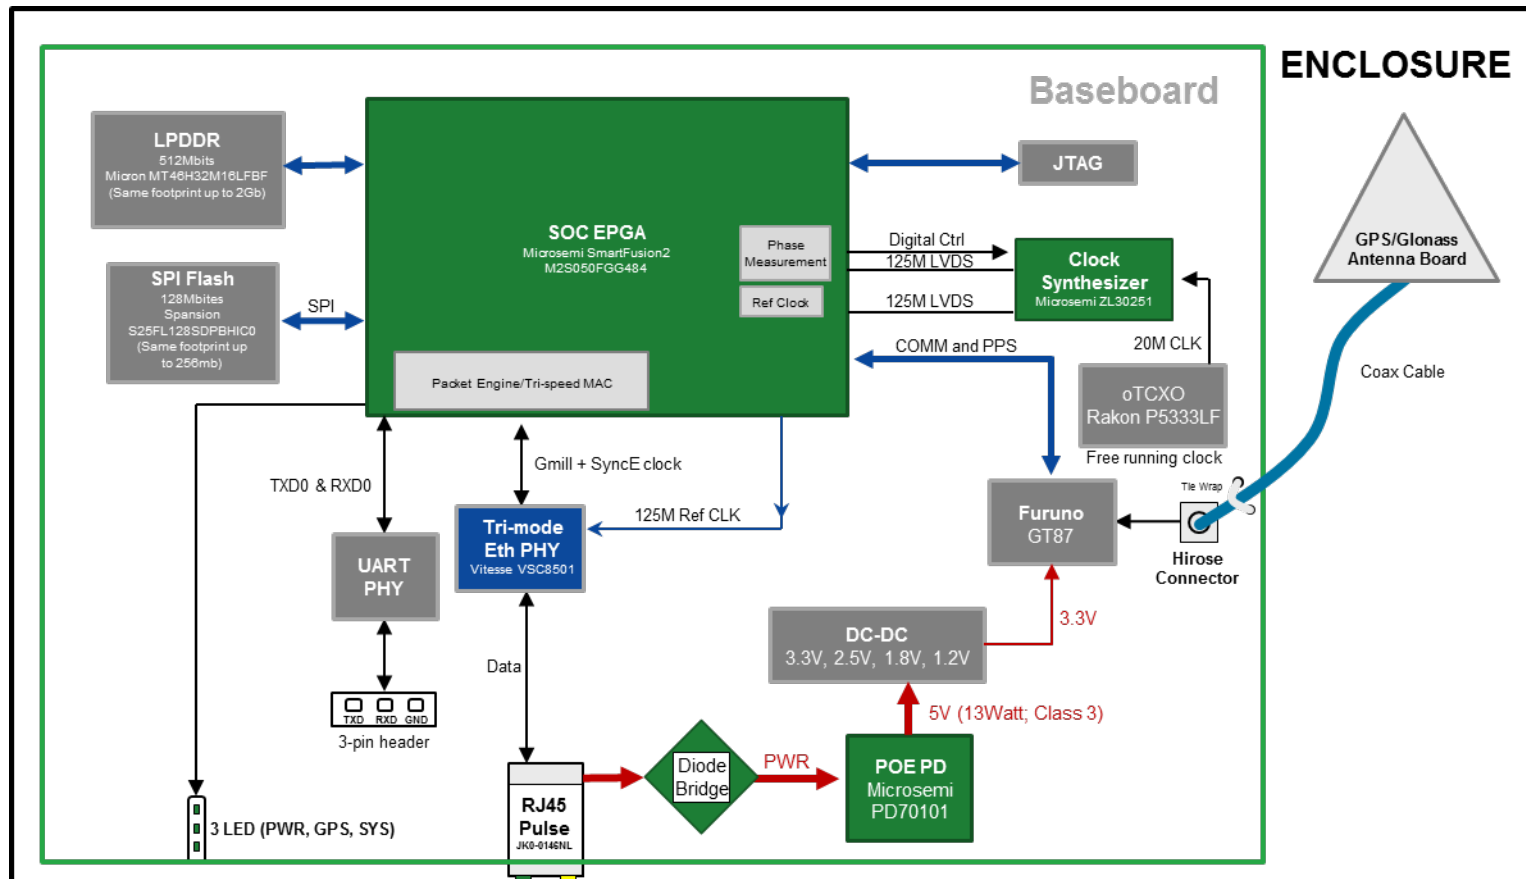 ENCLOSURE
Baseboard
LPDDR
512Mbits
Micron MT46H32M16LFBF
(Same footprint up to 2Gb)
JTAG
SOC EPGA
Microsemi SmartFusion2
M2S050FGG484
Phase
Measurement
Ref Clock
Digital Ctrl
125M LVDS
125M LVDS
Clock
Synthesizer
Microsemi ZL30251
GPS/Glonass
Antenna Board
SPI Flash
128Mbites
Spansion
S25FL128SDPBHIC0
(Same footprint up
to 256mb)
SPI
COMM and PPS
20M CLK
Coax Cable
Packet Engine/Tri-speed MAC
oTCXO
Rakon P5333LF
Free running clock
TXD0 & RXD0
Gmill + SyncE clock
125M Ref CLK
Tie Wrap
Tri-mode
Eth PHY
Vitesse VSC8501
Furuno
GT87
Hirose
Connector
UART
PHY
3.3V
DC-DC
3.3V, 2.5V, 1.8V, 1.2V
Data
TXD RXD GND
3-pin header
5V (13Watt; Class 3)
Diode
Bridge
PWR
POE PD
Microsemi
PD70101
RJ45
Pulse
JK0-0146NL
3 LED (PWR, GPS, SYS)